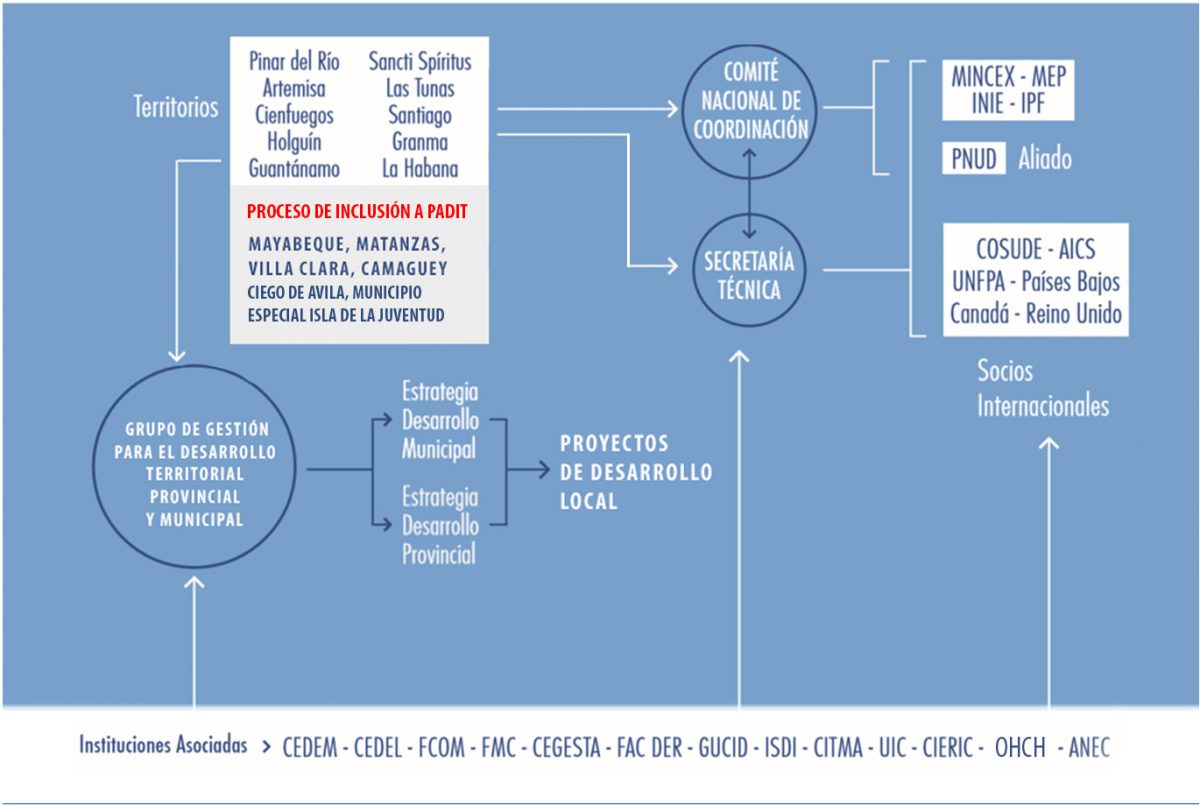 Territorios
Pinar del Río
Artemisa
Cienfuegos
Holguín
Guantánamo
Sancti Spíritus
Las Tunas
Santiago
Granma
La Habana
PROCESO DE INCLUSIÓN A PADIT
MAYABEQUE, MATANZAS,
VILLA CLARA, CAMAGUEY
CIEGO DE AVILA, MUNICIPIO
ESPECIAL ISLA DE LA JUVENTUD
COMITÉ
NACIONAL DE
COORDINACIÓN
SECRETARÍA
TÉCNICA
MINCEX - MEP
INIE - IPF
PNUD Aliado
COSUDE - AICS
UNFPA - Países Bajos
Canadá - Reino Unido
Socios
Internacionales
GRUPO DE GESTIÓN
PARA EL DESARROLLO
TERRITORIAL
PROVINCIAL
Y MUNICIPAL
Estrategia
Desarrollo
Municipal
Estrategia
Desarrollo
Provincial
PROYECTOS
DE DESARROLLO
LOCAL
Instituciones Asociadas > CEDEM - CEDEL - FCOM - FMC - CEGESTA - FAC DER - GUCID - ISDI - CITMA - UIC - CIERIC - OHCH - ANEC